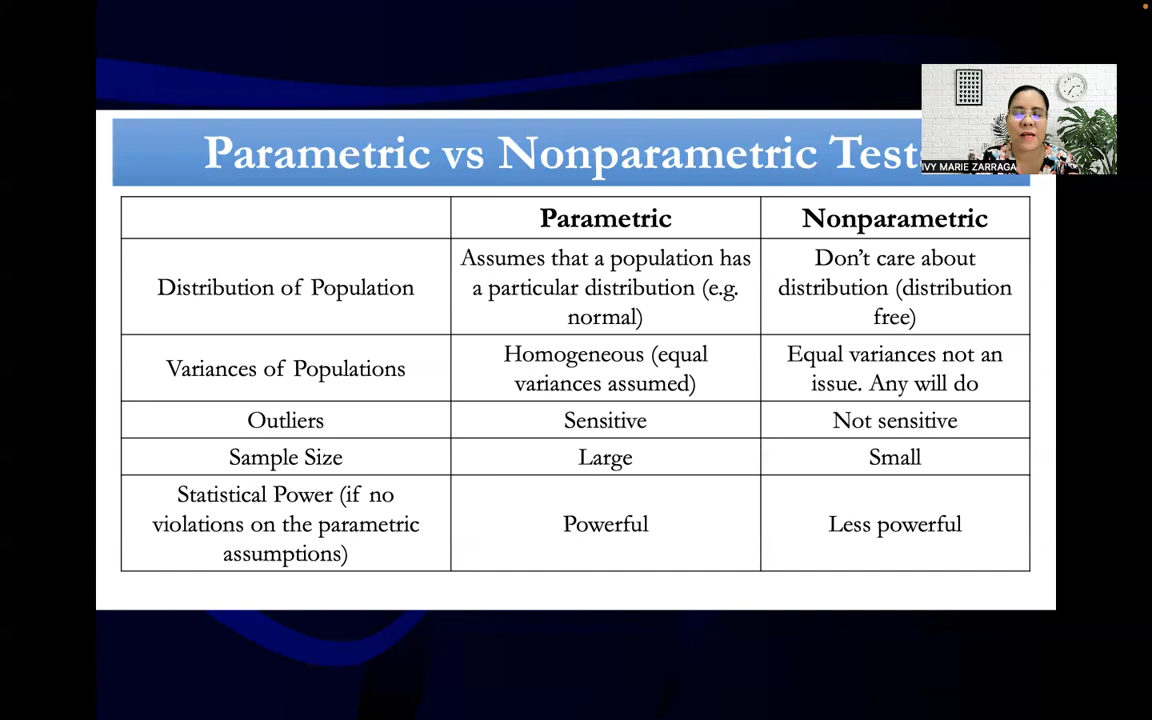 Parametric vs Nonparametric Test
IVY MARIE ZARRAGA
Parametric
Nonparametric
Distribution of Population
Assumes that a population has
a particular distribution (e.g.
normal)
Don't care about
distribution (distribution
free)
Variances of Populations
Homogeneous (equal
variances assumed)
Equal variances not an
issue. Any will do
Outliers
Sensitive
Not sensitive
Sample Size
Large
Small
Statistical Power (if no
violations on the parametric
assumptions)
Powerful
Less powerful